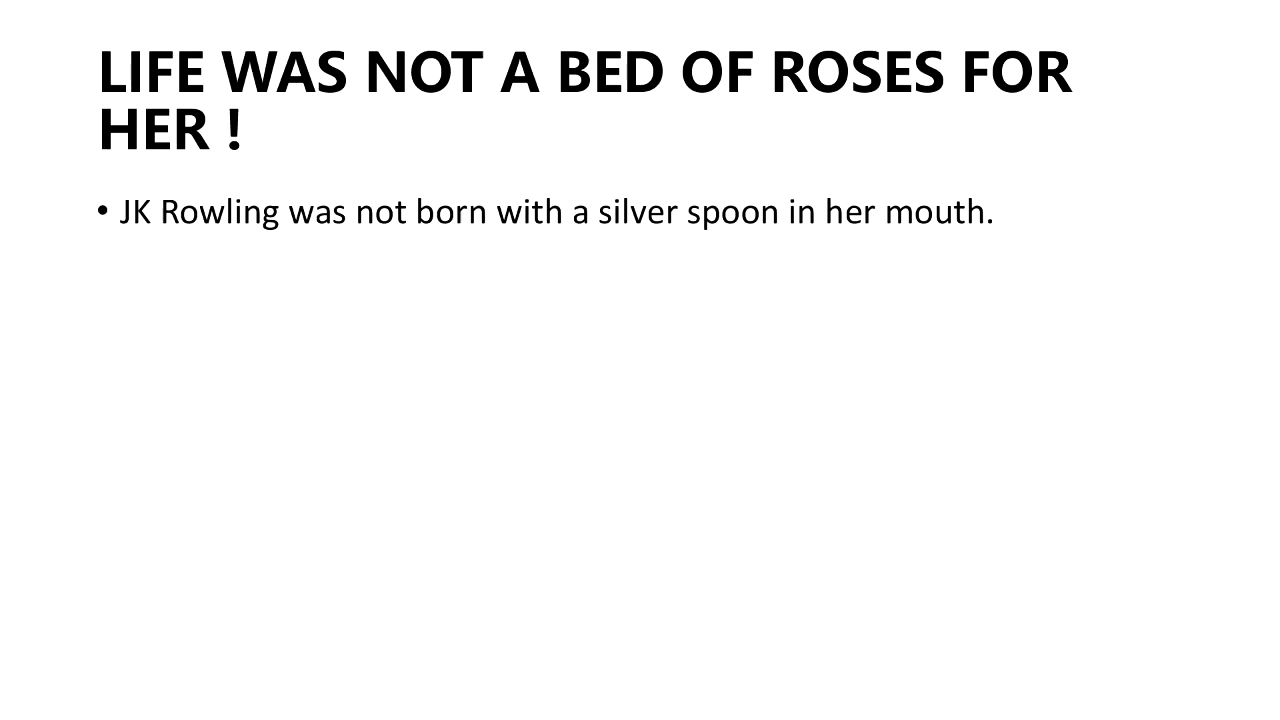 LIFE WAS NOT A BED OF ROSES FOR
HER !
• JK Rowling was not born with a silver spoon in her mouth.